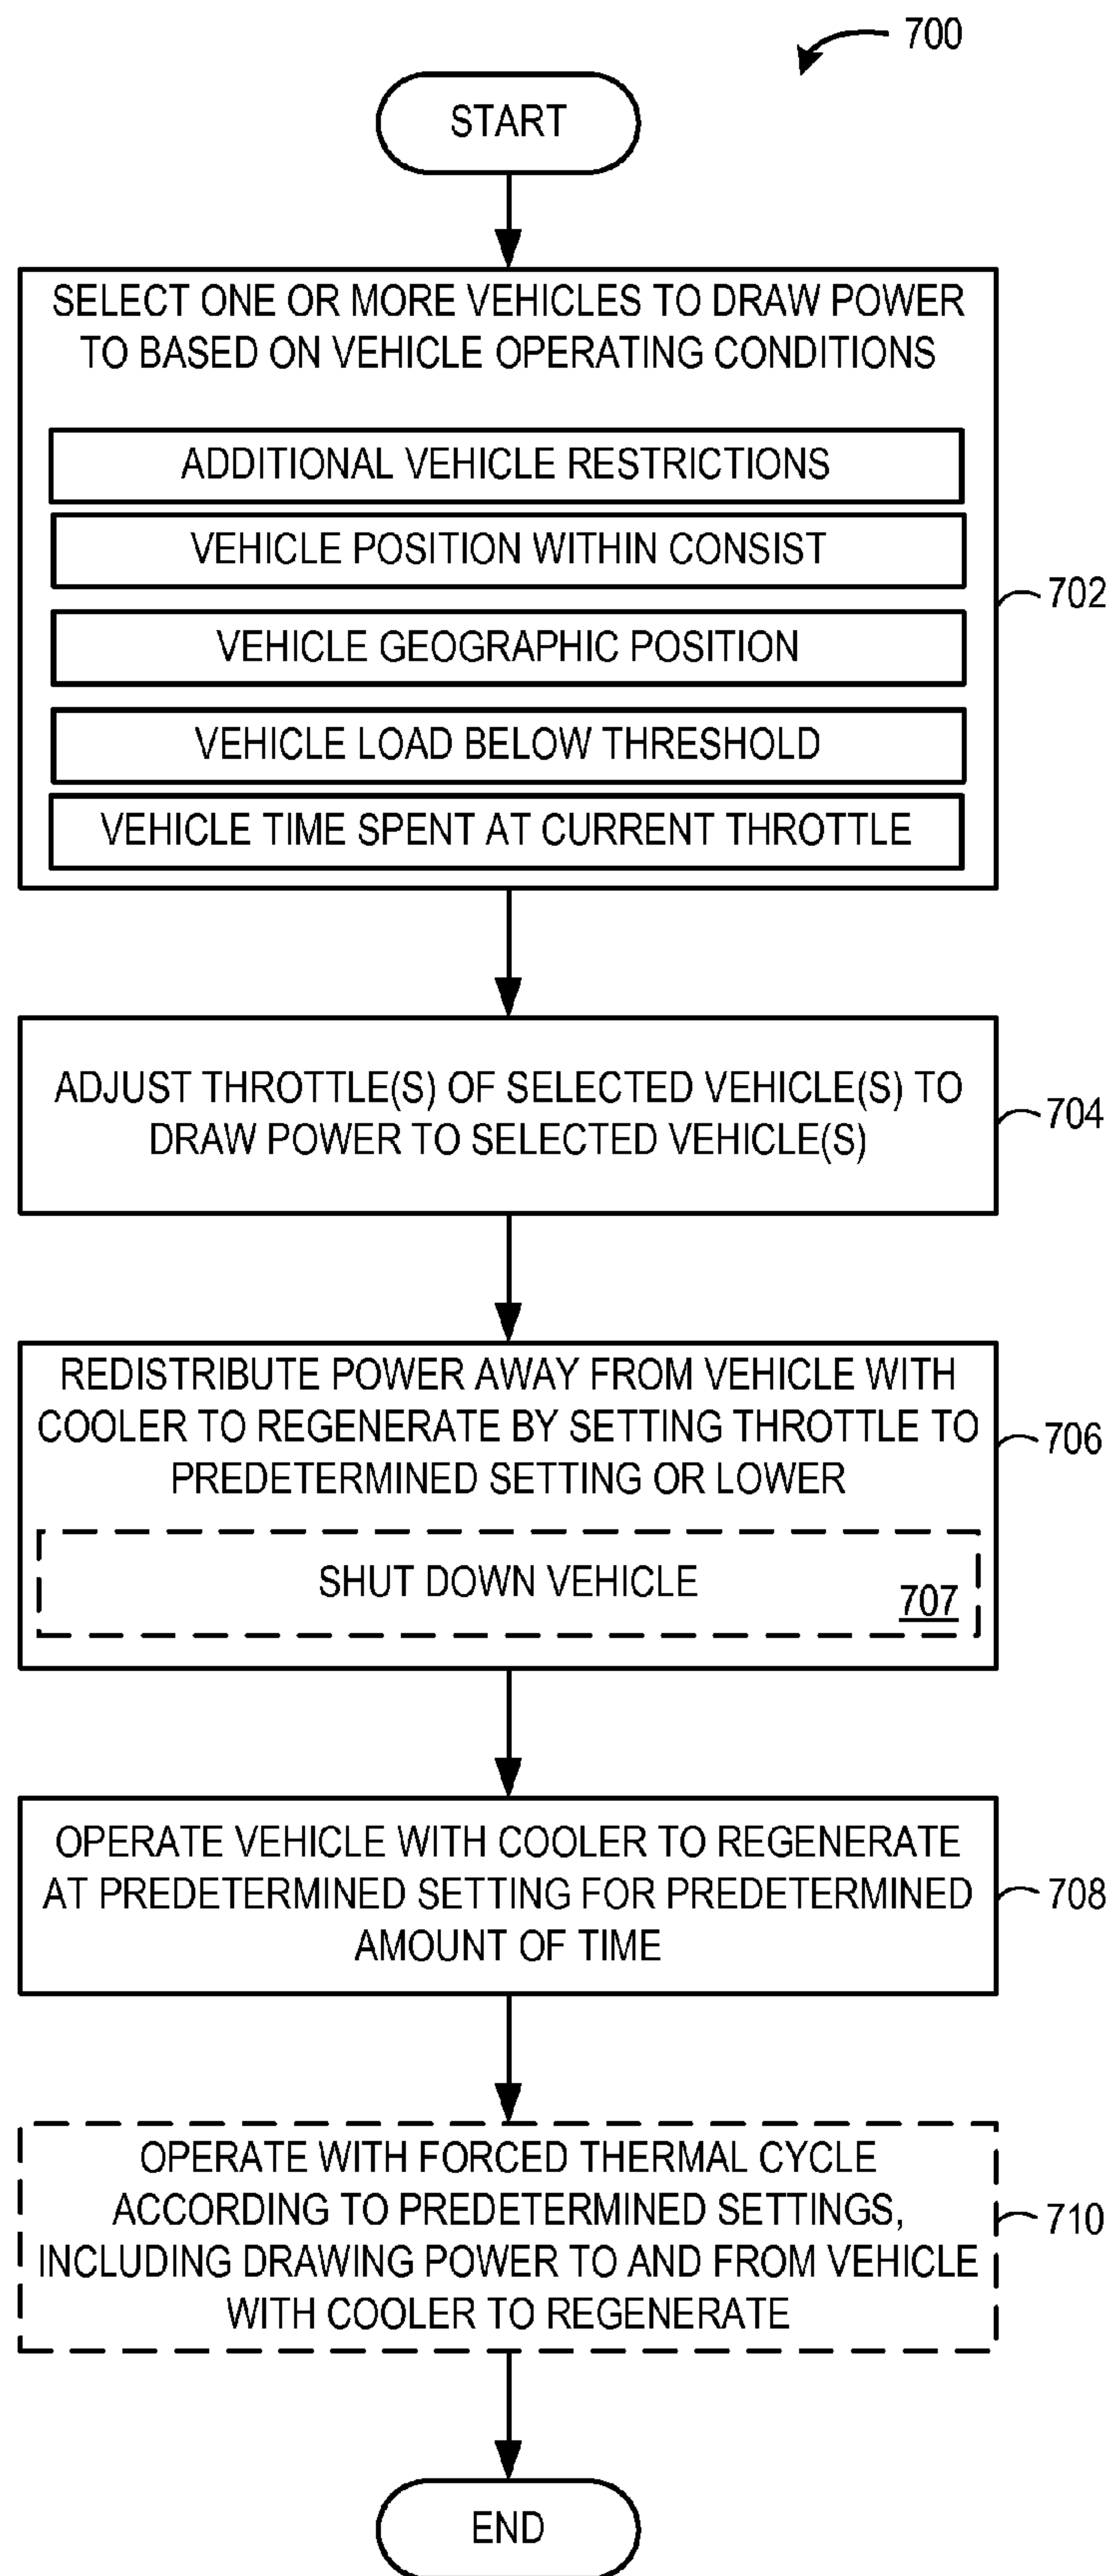 700
START
SELECT ONE OR MORE VEHICLES TO DRAW POWER
TO BASED ON VEHICLE OPERATING CONDITIONS
ADDITIONAL VEHICLE RESTRICTIONS
VEHICLE POSITION WITHIN CONSIST
702
VEHICLE GEOGRAPHIC POSITION
VEHICLE LOAD BELOW THRESHOLD
VEHICLE TIME SPENT AT CURRENT THROTTLE
ADJUST THROTTLE(S) OF SELECTED VEHICLE(S) TO
DRAW POWER TO SELECTED VEHICLE(S)
704
REDISTRIBUTE POWER AWAY FROM VEHICLE WITH
COOLER TO REGENERATE BY SETTING THROTTLE TO
PREDETERMINED SETTING OR LOWER
706
SHUT DOWN VEHICLE
707
OPERATE VEHICLE WITH COOLER TO REGENERATE
AT PREDETERMINED SETTING FOR PREDETERMINED
AMOUNT OF TIME
708
OPERATE WITH FORCED THERMAL CYCLE
ACCORDING TO PREDETERMINED SETTINGS,
INCLUDING DRAWING POWER TO AND FROM VEHICLE
WITH COOLER TO REGENERATE
710
END